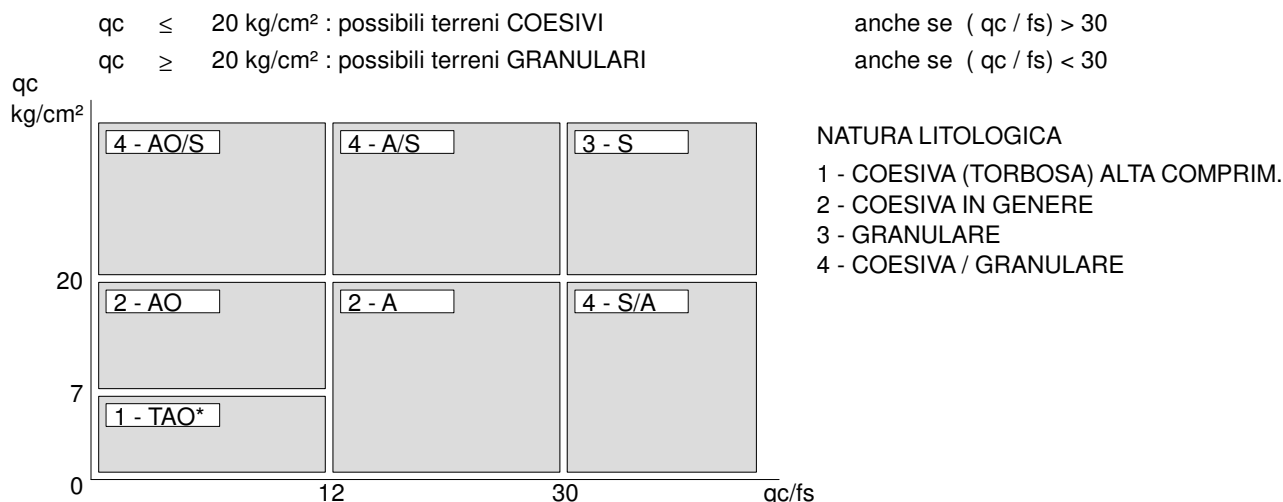 qc ≤ 20 kg/cm² : possibili terreni COESIVI anche se ( qc / fs) > 30
qc ≥ 20 kg/cm² : possibili terreni GRANULARI anche se ( qc / fs) < 30
qc
kg/cm²
4 - AO/S 4 - A/S 3 - S
20
2 - AO 2 - A 4 - S/A
7
1 - TAO*
0
12 30 qc/fs
NATURA LITOLOGICA
1 - COESIVA (TORBOSA) ALTA COMPRIM.
2 - COESIVA IN GENERE
3 - GRANULARE
4 - COESIVA / GRANULARE